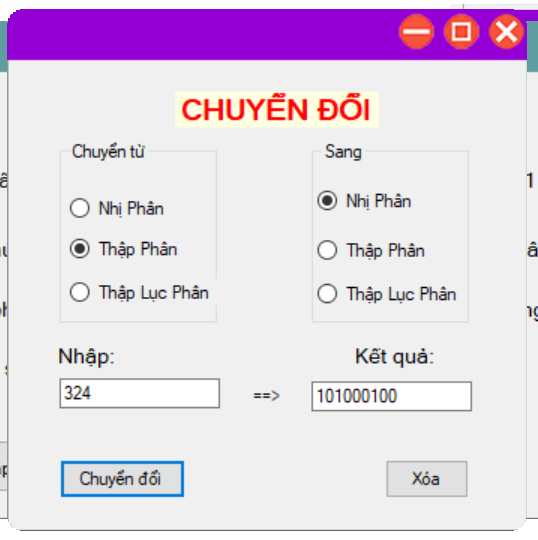 CHUYỂN ĐỔI
Chuyển từ
Nhị Phân
Thập Phân
Thập Lục Phân
Sang
Nhị Phân
Thập Phân
Thập Lục Phân
Nhập:
324
==>
Kết quả:
101000100
Chuyển đổi
Xóa